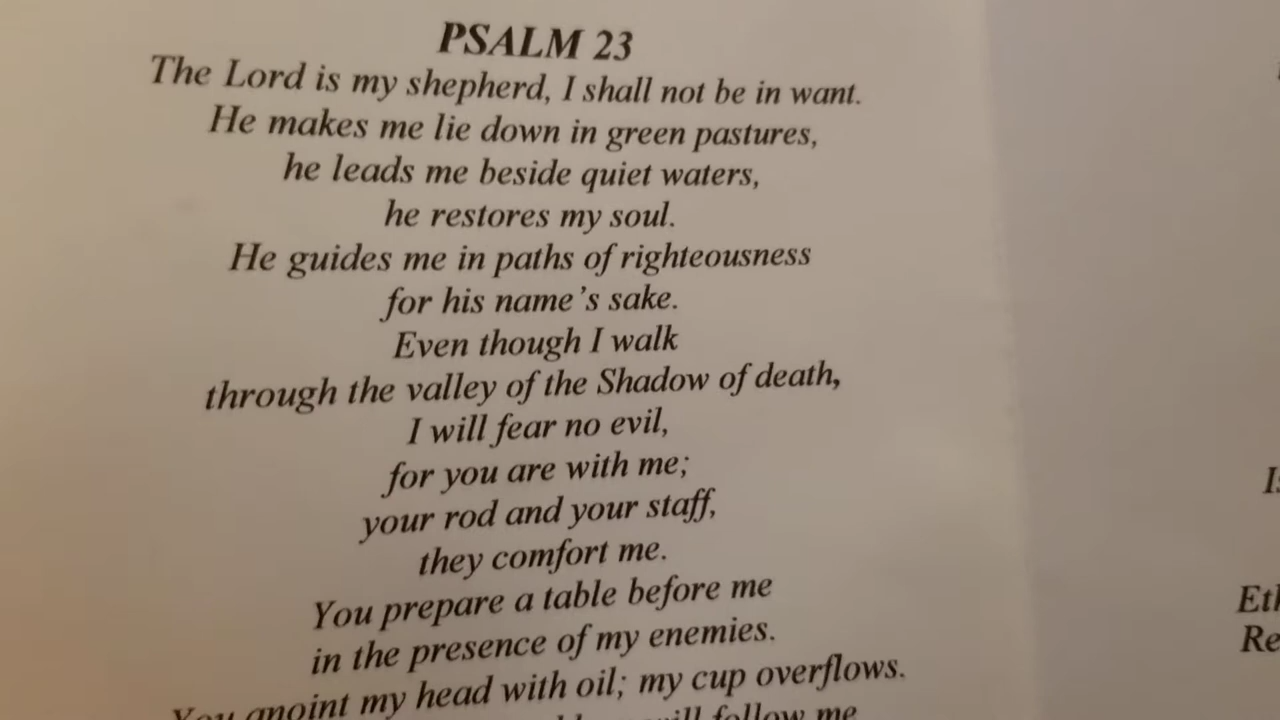 PSALM 23
The Lord is my shepherd, I shall not be in want.
He makes me lie down in green pastures,
he leads me beside quiet waters,
he restores my soul.
He guides me in paths of righteousness
for his name's sake.
Even though I walk
through the valley of the Shadow of death,
I will fear no evil,
for you are with me;
your rod and your staff,
they comfort me.
You prepare a table before me
in the presence of my enemies.
You anoint my head with oil; my cup overflows.
will follow me